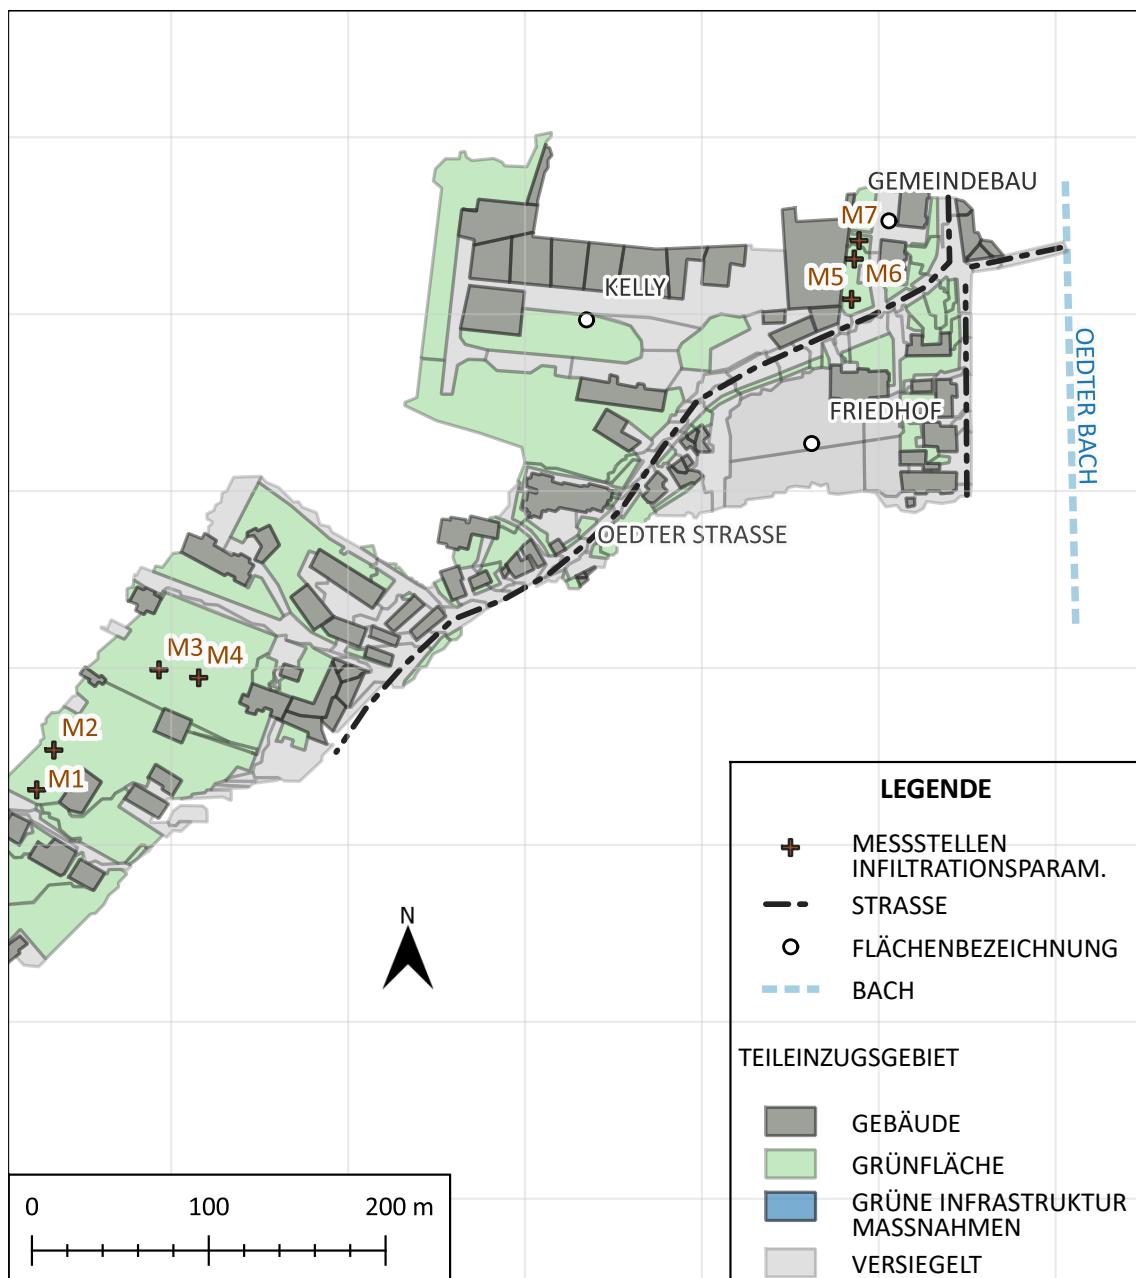 GEMEINDEBAU
M7
M5
M6
KELLY
OEDTER BACH
FRIEDHOF
OEDTER STRASSE
M3
M4
M2
M1
N
LEGENDE
MESSSTELLEN
INFILTRATIONSPARAM.
STRASSE
FLÄCHENBEZEICHNUNG
BACH
TEILEINZUGSGEBIET
GEBÄUDE
GRÜNFLÄCHE
GRÜNE INFRASTRUKTUR
MASSNAHMEN
VERSIEGELT
0 100 200 m